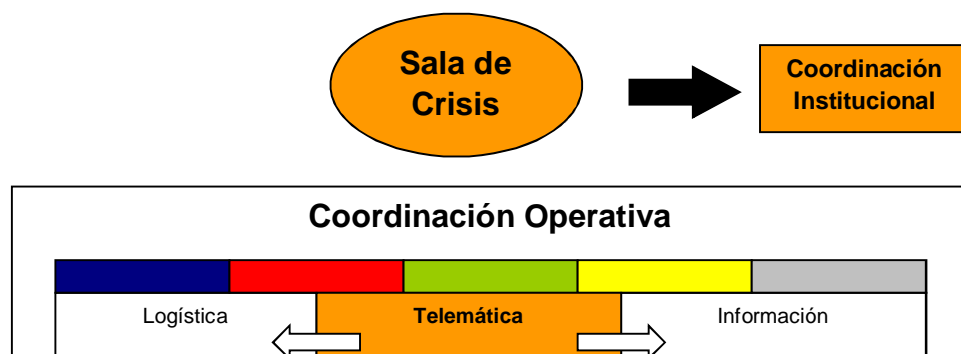 Sala de
Crisis
Coordinación
Institucional
Coordinación Operativa
Logística
Telemática
Información